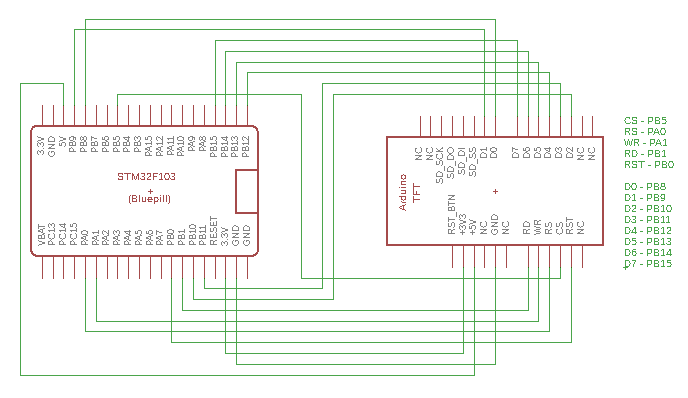 3.3V
GND
5V
PB9
PB8
PB7
PB6
PB5
PB4
PB3
PA15
PA12
PA11
PA10
PA9
PA8
PB15
PB14
PB13
PB12
STM32F103
(Bluepill)
VBAT
PC13
PC14
PC15
PA0
PA1
PA2
PA3
PA4
PA5
PA6
PA7
PB0
PB1
PB10
PB11
RESET
3.3V
GND
GND
NC
NC
SD_SCK
SD_DO
SD_DI
SD_SS
D1
D0
D7
D6
D5
D4
D3
D2
NC
NC
Arduino
TFT
RST_BTN
+3V3
+5V
NC
GND
NC
RD
WR
RS
CS
RST
NC
CS - PB5
RS - PA0
WR - PA1
RD - PB1
RST - PB0
D0 - PB8
D1 - PB9
D2 - PB10
D3 - PB11
D4 - PB12
D5 - PB13
D6 - PB14
D7 - PB15